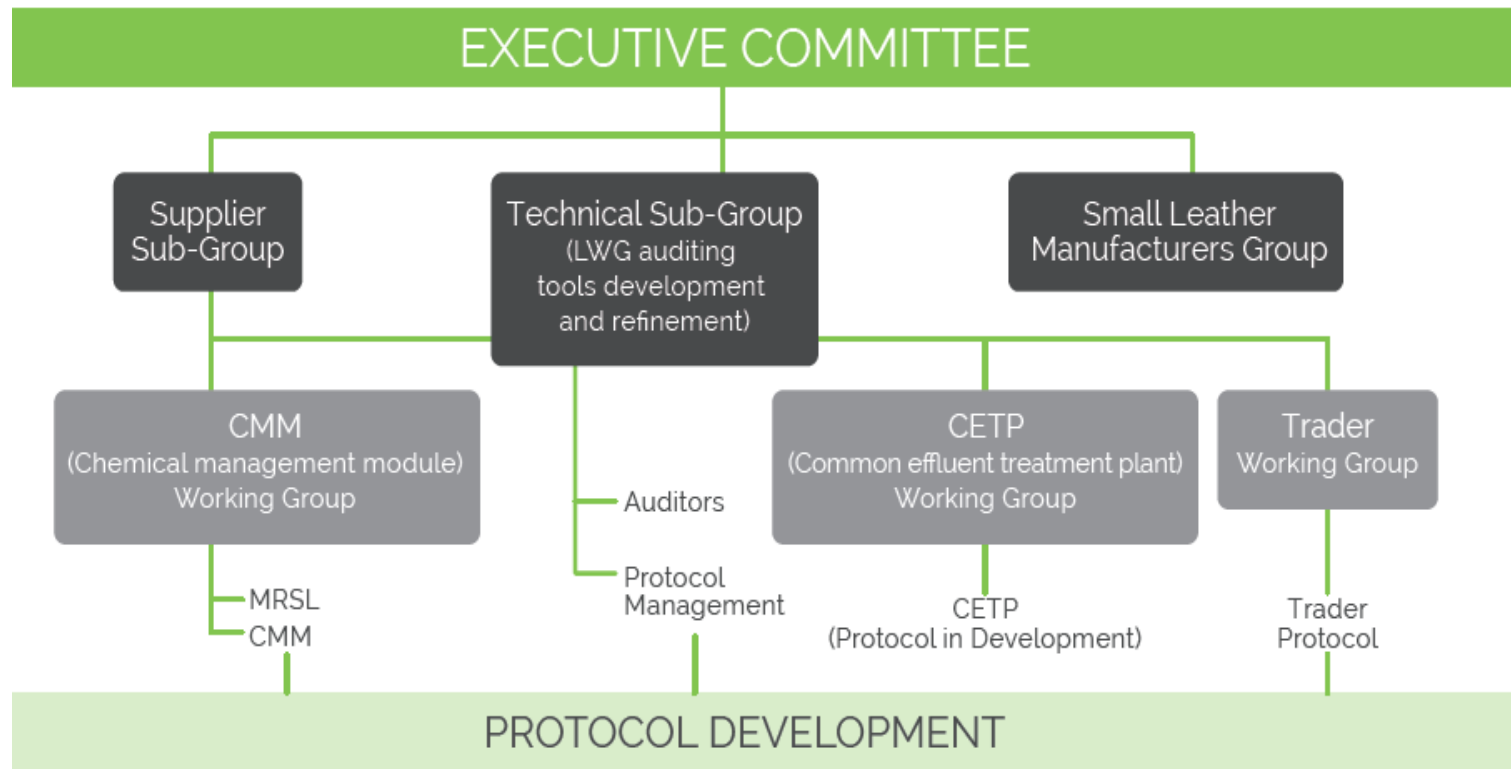 EXECUTIVE COMMITTEE
Supplier
Sub-Group
Technical Sub-Group
(LWG auditing
tools development
and refinement)
Small Leather
Manufacturers Group
CMM
(Chemical management module)
Working Group
CETP
(Common effluent treatment plant)
Working Group
Trader
Working Group
Auditors
Protocol
Management
MRSL
CMM
CETP
(Protocol in Development)
Trader
Protocol
PROTOCOL DEVELOPMENT